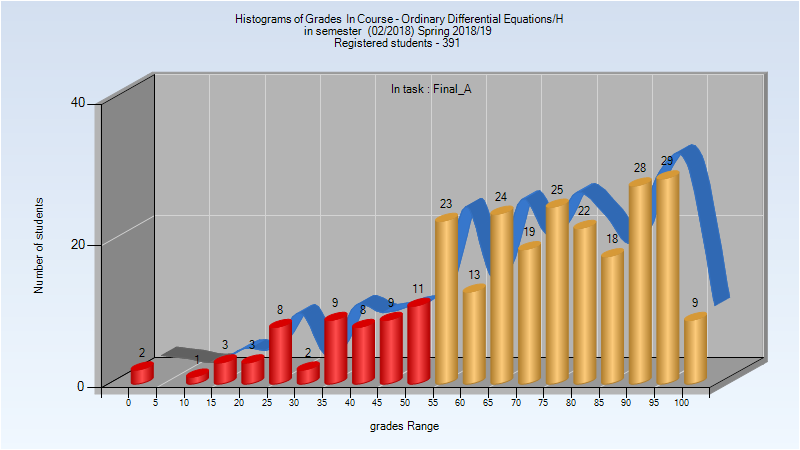 Histograms of Grades In Course - Ordinary Differential Equations/H
in semester (02/2018) Spring 2018/19
Registered students - 391
In task : Final_A
40
20
0
Number of students
2 1 3 3 8 2 9 8 9 11 23 13 24 19 25 22 18 28 29 9
0 5 10 15 20 25 30 35 40 45 50 55 60 65 70 75 80 85 90 95 100
grades Range